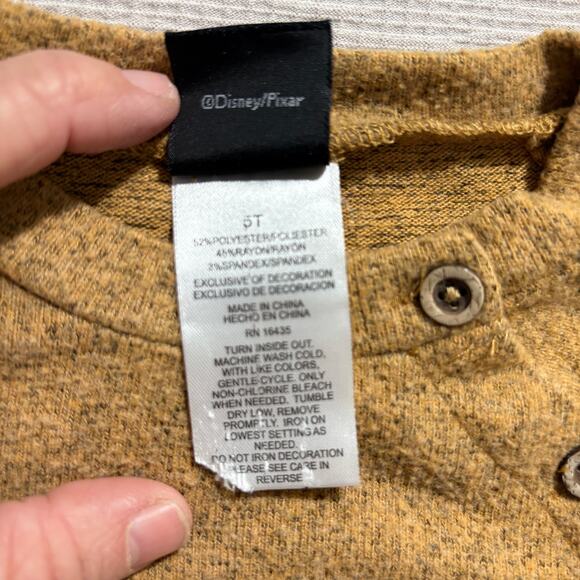 ©Disney/Pixar
5T
52%POLYESTER/POLIESTER
45%RAYON/RAYON
3%SPANDEX/SPANDEX
EXCLUSIVE OF DECORATION
EXCLUSIVO DE DECORACIÓN
MADE IN CHINA
HECHO EN CHINA
RN 16435
TURN INSIDE OUT.
MACHINE WASH COLD,
WITH LIKE COLORS,
GENTLE CYCLE. ONLY
NON-CHLORINE BLEACH
WHEN NEEDED. TUMBLE
DRY LOW, REMOVE
PROMPTLY. IRON ON
LOWEST SETTING AS
NEEDED.
DO NOT IRON DECORATION
PLEASE SEE CARE IN
REVERSE